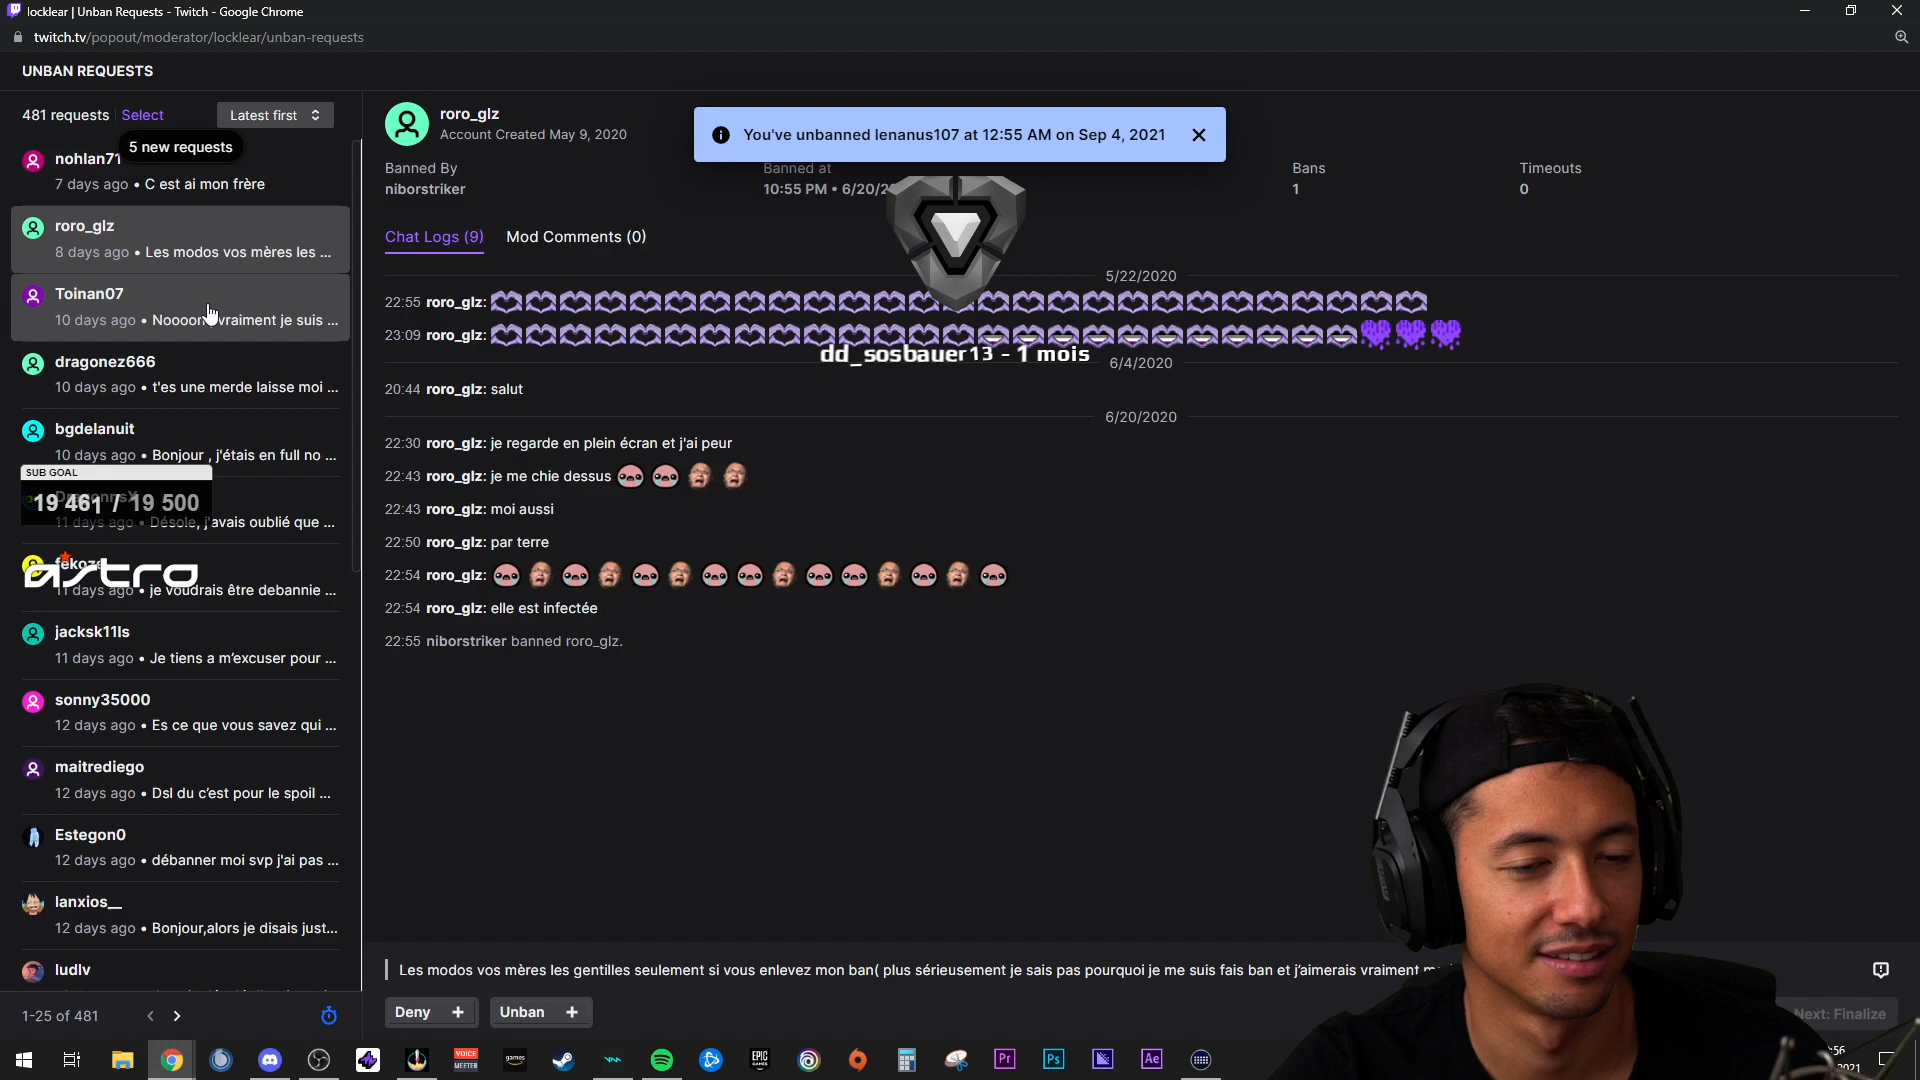 locklear | Unban Requests - Twitch - Google Chrome
twitch.tv/popout/moderator/locklear/unban-requests
UNBAN REQUESTS
481 requests
Select
Latest first
5 new requests
nohlan71
7 days ago • C est ai mon frère
roro_glz
8 days ago • Les modos vos mères les ...
Toinan07
10 days ago • Noooon vraiment je suis ...
dragonez666
10 days ago • t'es une merde laisse moi ...
bgdelanuit
10 days ago • Bonjour , j'étais en full no ...
SUB GOAL
19 461 / 19 500
11 days ago • Désole, j'avais oublié que ...
astro
11 days ago • je voudrais être debannie ...
jacksk11ls
11 days ago • Je tiens a m'excuser pour ...
sonny35000
12 days ago • Es ce que vous savez qui ...
maitrediego
12 days ago • Dsl du c'est pour le spoil ...
Estegon0
12 days ago • débanner moi svp j'ai pas ...
lanxios__
12 days ago • Bonjour,alors je disais just...
ludlv
1-25 of 481
roro_glz
Account Created May 9, 2020
You've unbanned lenanus107 at 12:55 AM on Sep 4, 2021
Banned By
niborstriker
Banned at
10:55 PM • 6/20/2
Bans
1
Timeouts
0
Chat Logs (9)
Mod Comments (0)
5/22/2020
22:55 roro_glz:
23:09 roro_glz:
dd_sosbauer13 - 1 mois
6/4/2020
20:44 roro_glz: salut
6/20/2020
22:30 roro_glz: je regarde en plein écran et j'ai peur
22:43 roro_glz: je me chie dessus
22:43 roro_glz: moi aussi
22:50 roro_glz: par terre
22:54 roro_glz:
22:54 roro_glz: elle est infectée
22:55 niborstriker banned roro_glz.
Les modos vos mères les gentilles seulement si vous enlevez mon ban( plus sérieusement je sais pas pourquoi je me suis fais ban et j'aimerais vraiment
Deny +
Unban +
Next: Finalize
VOICE MEETER
games
EPIC GAMES
Pr
Ps
Ae
:56
2021